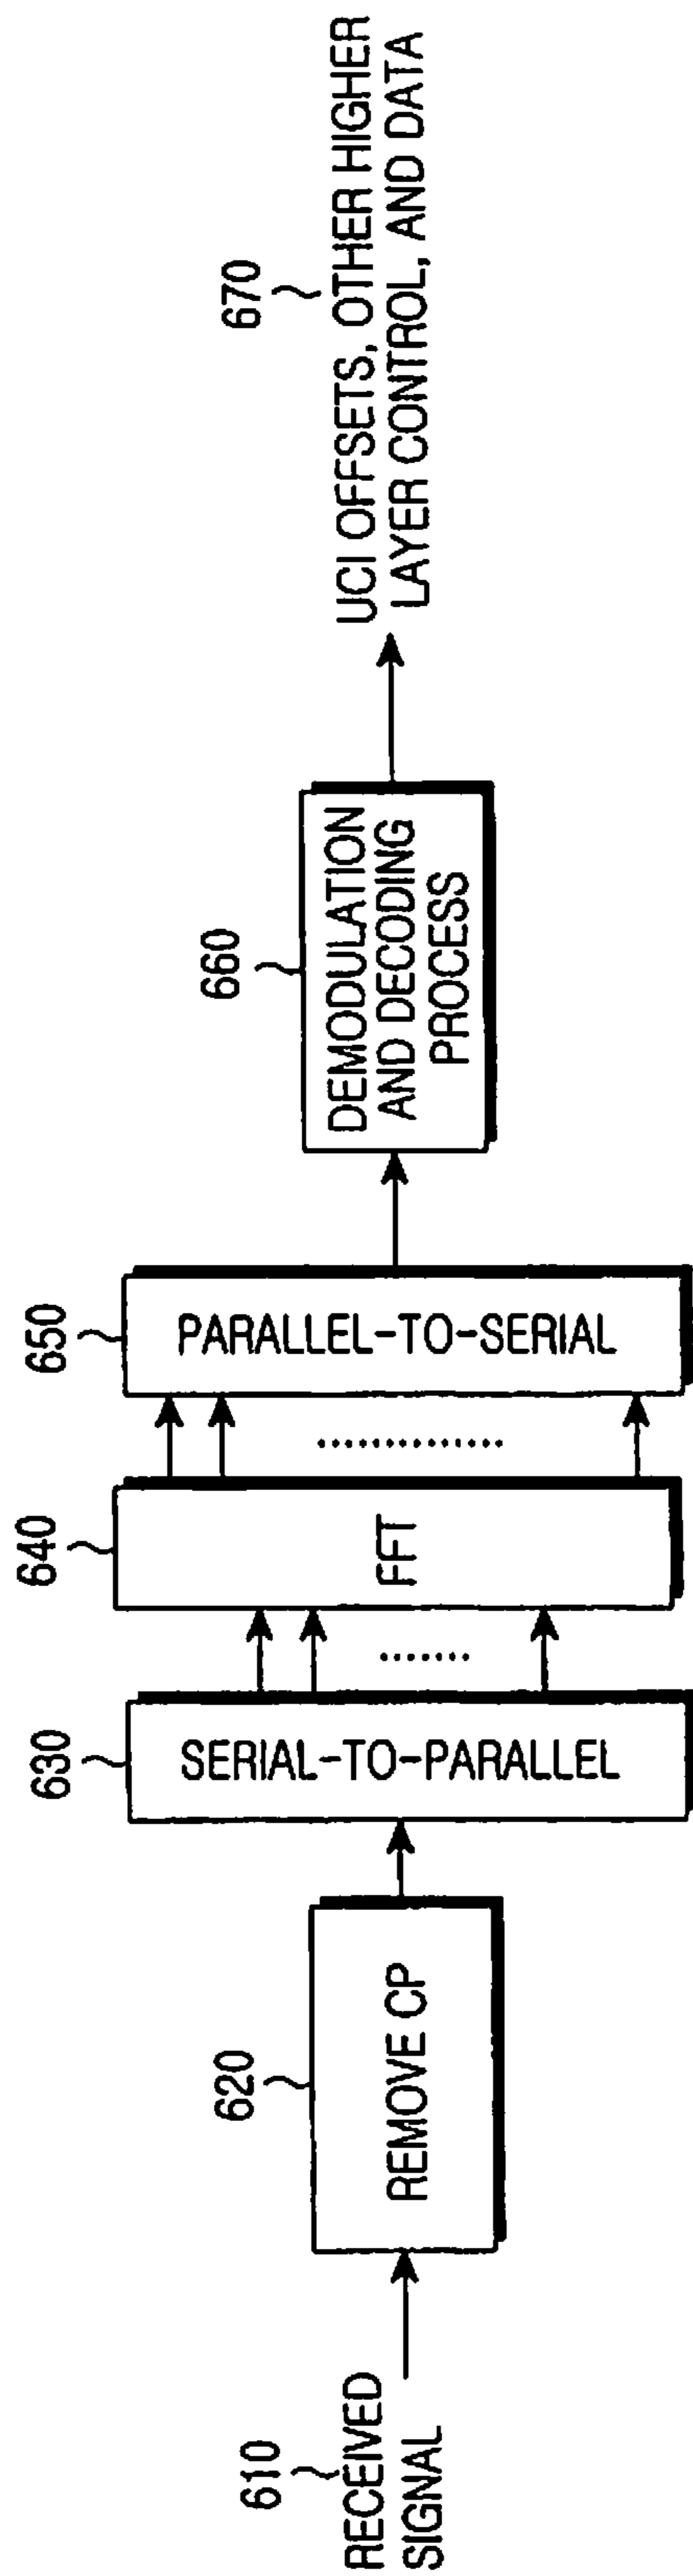 610
RECEIVED
SIGNAL
620
REMOVE CP
630
SERIAL-TO-PARALLEL
640
FFT
650
PARALLEL-TO-SERIAL
660
DEMODULATION
AND DECODING
PROCESS
670
UCI OFFSETS, OTHER HIGHER
LAYER CONTROL, AND DATA